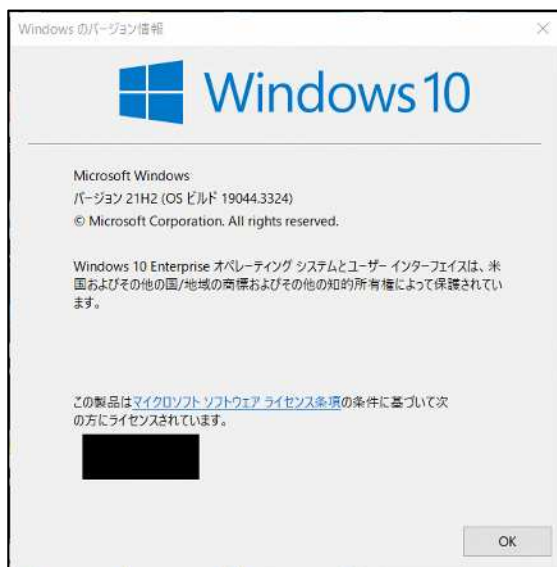 Windows のバージョン情報
Windows 10
Microsoft Windows
バージョン 21H2 (OS ビルド 19044.3324)
© Microsoft Corporation. All rights reserved.
Windows 10 Enterprise オペレーティング システムとユーザー インターフェイスは、米
国およびその他の国/地域の商標およびその他の知的所有権によって保護されてい
ます。
この製品はマイクロソフト ソフトウェア ライセンス条項の条件に基づいて次
の方にライセンスされています。
OK